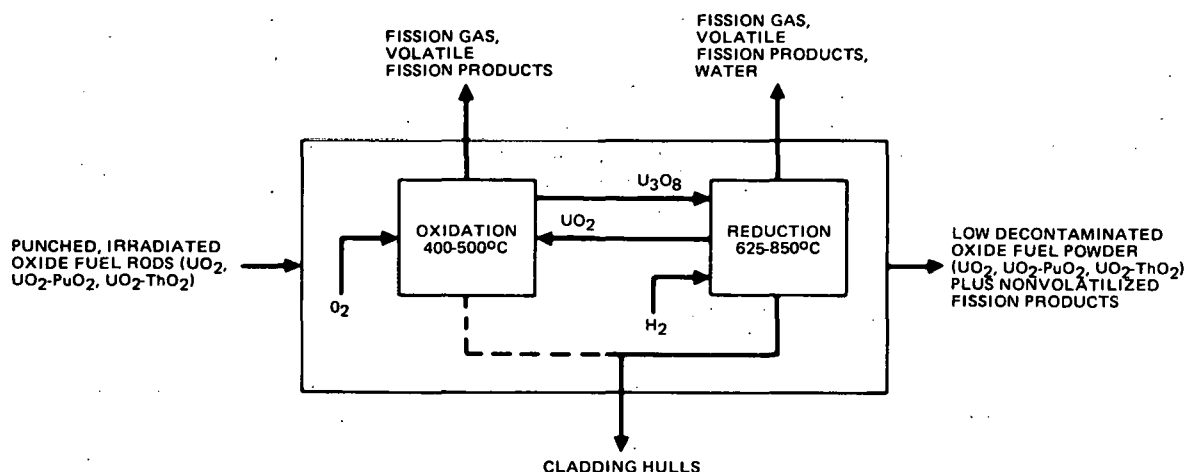 FISSION GAS,
VOLATILE
FISSION PRODUCTS
FISSION GAS,
VOLATILE
FISSION PRODUCTS,
WATER
PUNCHED, IRRADIATED
OXIDE FUEL RODS (UO₂,
UO₂-PuO₂, UO₂-ThO₂)
O₂
OXIDATION
400-500ºC
U₃O₈
UO₂
REDUCTION
625-850ºC
H₂
LOW DECONTAMINATED
OXIDE FUEL POWDER
(UO₂, UO₂-PuO₂, UO₂-ThO₂)
PLUS NONVOLATILIZED
FISSION PRODUCTS
CLADDING HULLS